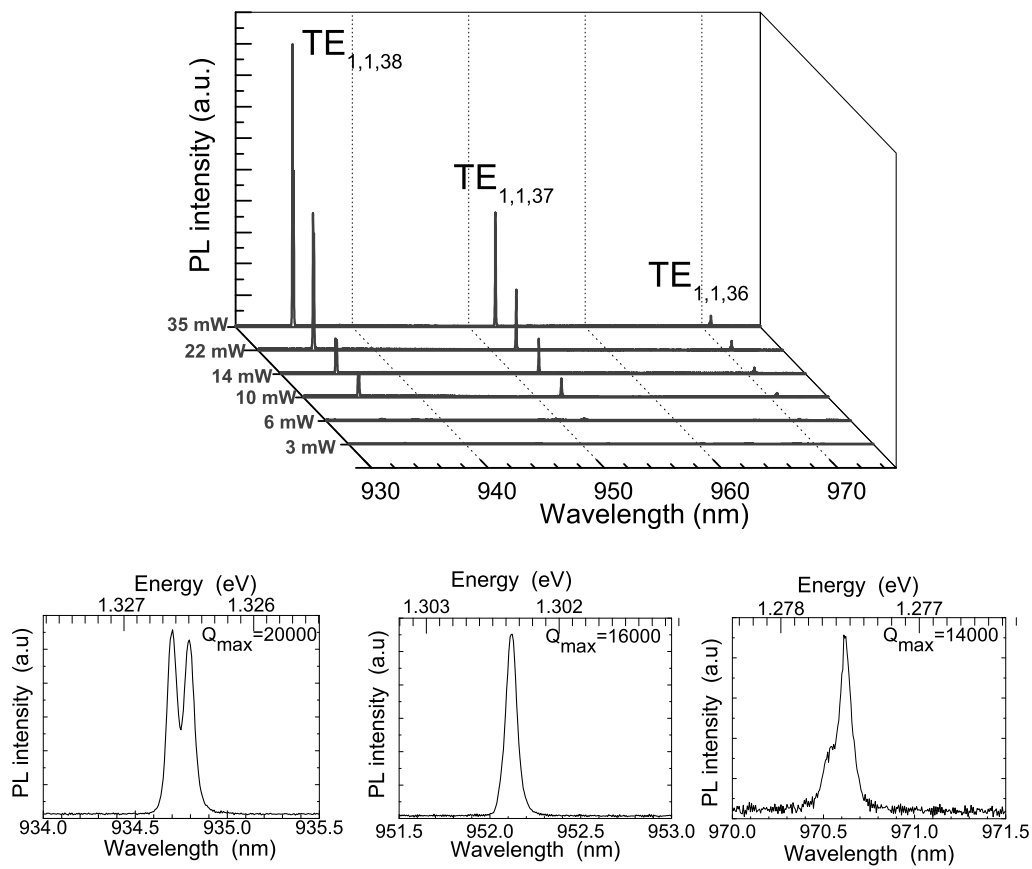 TE1,1,38
TE1,1,37
TE1,1,36
PL intensity (a.u.)
35 mW
22 mW
14 mW
10 mW
6 mW
3 mW
930 940 950 960 970
Wavelength (nm)
Energy (eV)
1.327 1.326
Qmax=20000
PL intensity (a.u)
934.0 934.5 935.0 935.5
Wavelength (nm)
Energy (eV)
1.303 1.302
Qmax=16000
PL intensity (a.u)
951.5 952.0 952.5 953.0
Wavelength (nm)
Energy (eV)
1.278 1.277
Qmax=14000
PL intensity (a.u)
970.0 970.5 971.0 971.5
Wavelength (nm)